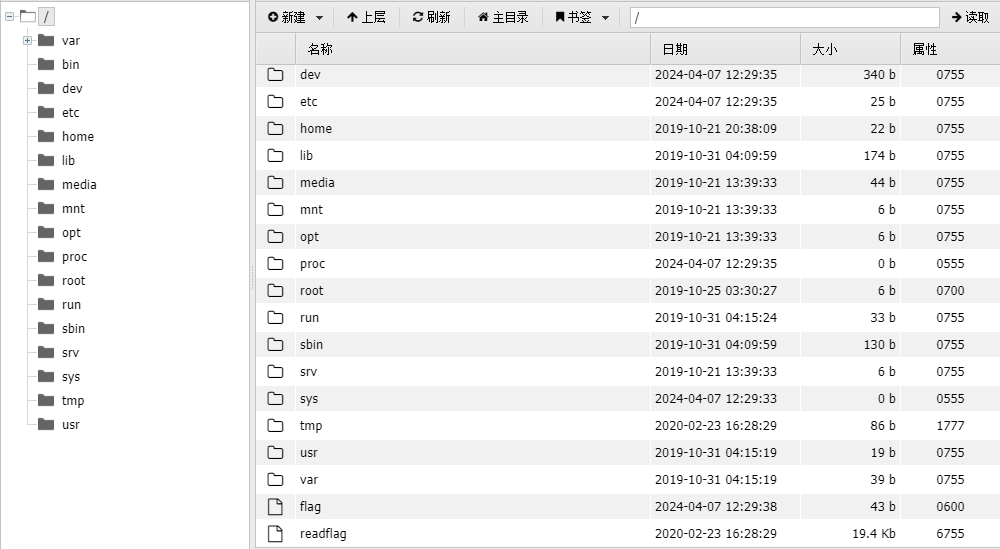 /
var
bin
dev
etc
home
lib
media
mnt
opt
proc
root
run
sbin
srv
sys
tmp
usr
新建 上层 刷新 主目录 书签 / 读取
名称 日期 大小 属性
dev 2024-04-07 12:29:35 340 b 0755
etc 2024-04-07 12:29:35 25 b 0755
home 2019-10-21 20:38:09 22 b 0755
lib 2019-10-31 04:09:59 174 b 0755
media 2019-10-21 13:39:33 44 b 0755
mnt 2019-10-21 13:39:33 6 b 0755
opt 2019-10-21 13:39:33 6 b 0755
proc 2024-04-07 12:29:35 0 b 0555
root 2019-10-25 03:30:27 6 b 0700
run 2019-10-31 04:15:24 33 b 0755
sbin 2019-10-31 04:09:59 130 b 0755
srv 2019-10-21 13:39:33 6 b 0755
sys 2024-04-07 12:29:33 0 b 0555
tmp 2020-02-23 16:28:29 86 b 1777
usr 2019-10-31 04:15:19 19 b 0755
var 2019-10-31 04:15:19 39 b 0755
flag 2024-04-07 12:29:38 43 b 0600
readflag 2020-02-23 16:28:29 19.4 Kb 6755